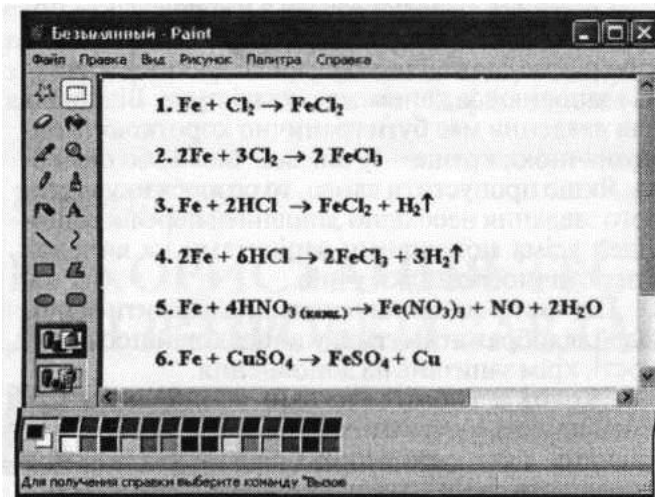 Безымянный - Paint
Файл Правка Вид Рисунок Палитра Справка
1. Fe + Cl₂ → FeCl₂
2. 2Fe + 3Cl₂ → 2 FeCl₃
3. Fe + 2HCl → FeCl₂ + H₂↑
4. 2Fe + 6HCl → 2FeCl₃ + 3H₂↑
5. Fe + 4HNO₃ (канц.) → Fe(NO₃)₃ + NO + 2H₂O
6. Fe + CuSO₄ → FeSO₄ + Cu
Для получения справки выберите команду "Вызов